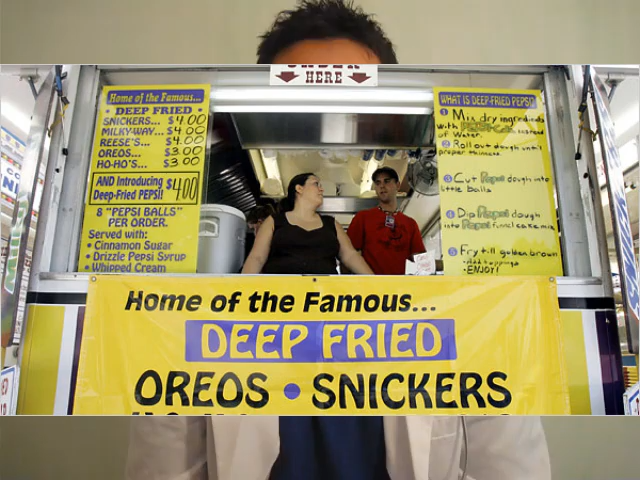 ORDER
HERE
Home of the Famous...
• DEEP FRIED •
SNICKERS... $4.00
MILKY-WAY... $4.00
REESE'S... $4.00
OREOS... $3.00
HO-HO'S... $3.00
AND Introducing
Deep-Fried PEPSI! $4.00
8 "PEPSI BALLS"
PER ORDER.
Served with:
• Cinnamon Sugar
• Drizzle Pepsi Syrup
• Whipped Cream
WHAT IS DEEP-FRIED PEPSI?
1 Mix dry ingredients
with Pepsi-Cola instead
of Water.
2 Roll out dough until
proper thickness.
3 Cut Pepsi dough into
little balls
4 Dip Pepsi dough
into Pepsi funnel cake mix
5 Fry till golden brown
• Add toppings
• ENJOY!
Home of the Famous...
DEEP FRIED
OREOS • SNICKERS